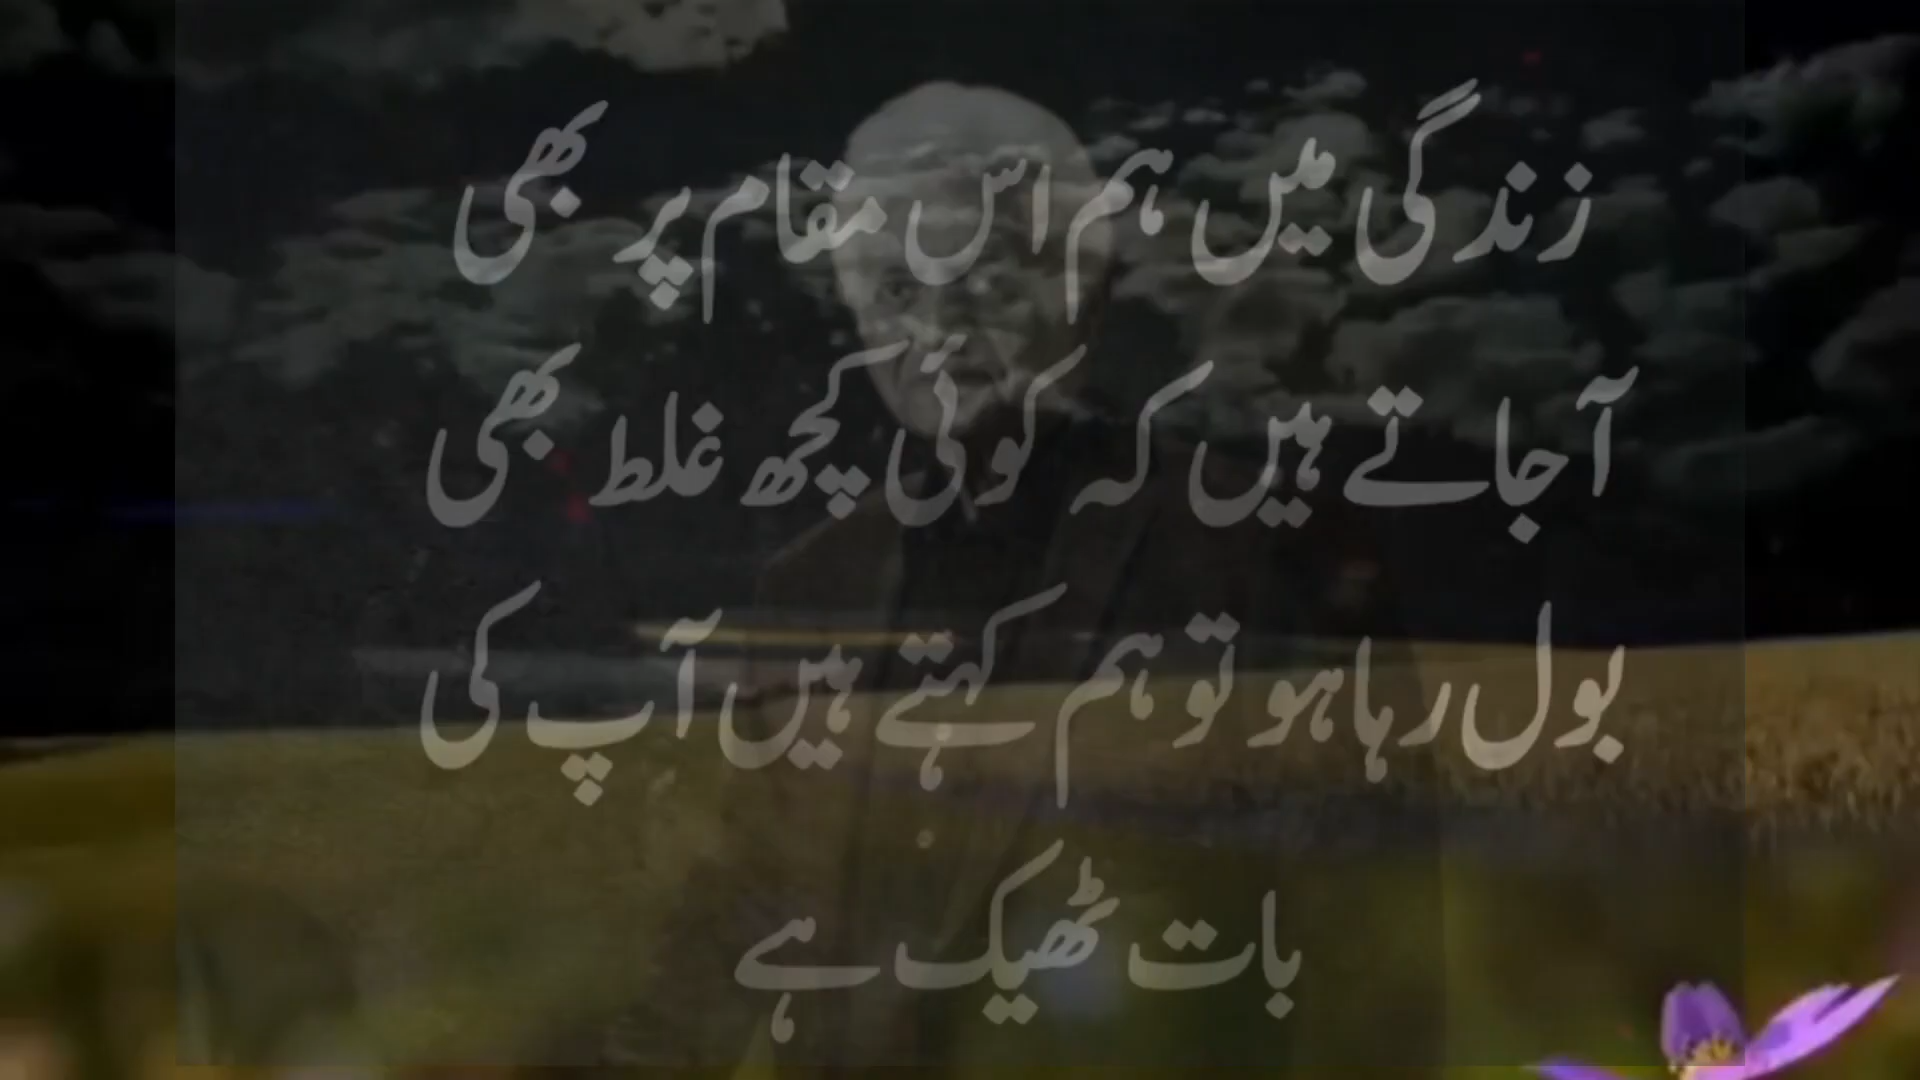 زندگی میں ہم اس مقام پر بھی
آجاتے ہیں کہ کوئی کچھ غلط بھی
بول رہا ہو تو ہم کہتے ہیں آپ کی
بات ٹھیک ہے